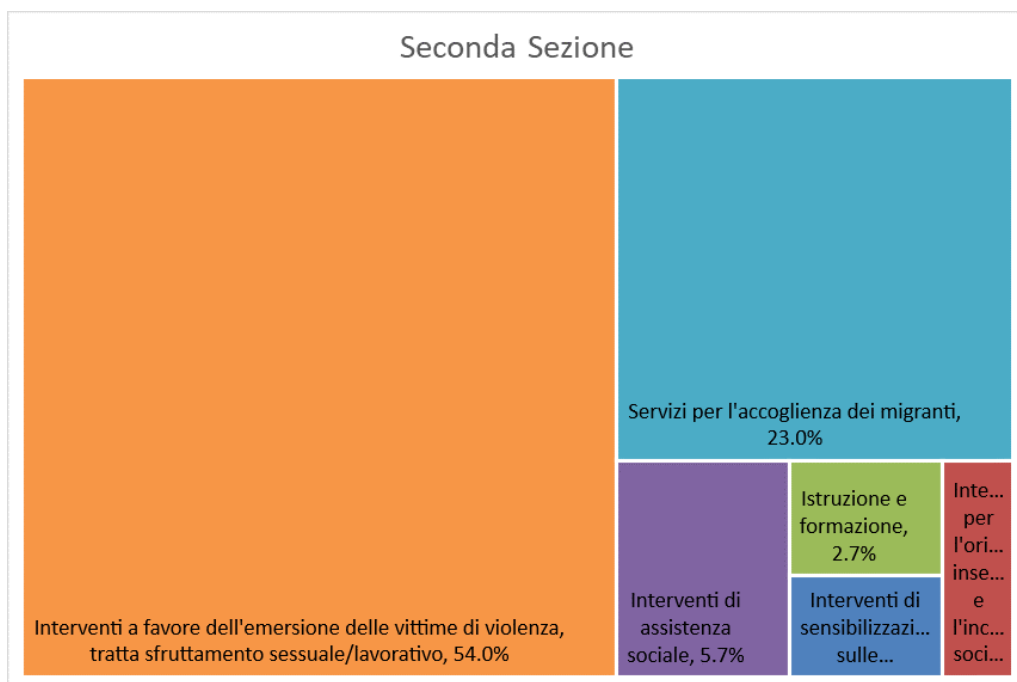 Seconda Sezione
Servizi per l'accoglienza dei migranti,
23.0%
Interventi a favore dell'emersione delle vittime di violenza,
tratta sfruttamento sessuale/lavorativo, 54.0%
Interventi di
assistenza
sociale, 5.7%
Istruzione e
formazione,
2.7%
Interventi di
sensibilizzazi...
sulle...
Inte...
per
l'ori...
inse...
e
l'inc...
soci...